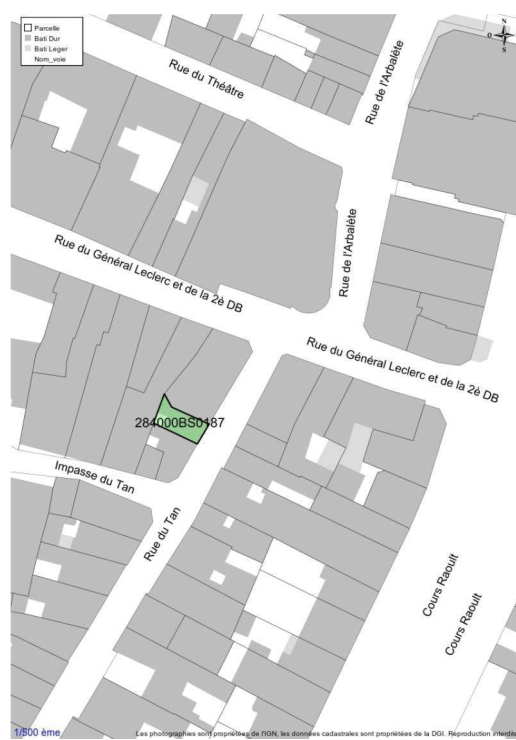 Parcelle
Bati Dur
Bati Leger
Nom_voie
N
O
S
Rue du Théâtre
Rue de l'Arbalète
Rue de l'Arbalète
Rue du Général Leclerc et de la 2è DB
Rue du Général Leclerc et de la 2è DB
284000BS0187
Impasse du Tan
Rue du Tan
Cours Raoult
Cours Raoult
1/500 ème
Les photographies sont propriétées de l'IGN, les données cadastrales sont propriétées de la DGI. Reproduction interdite